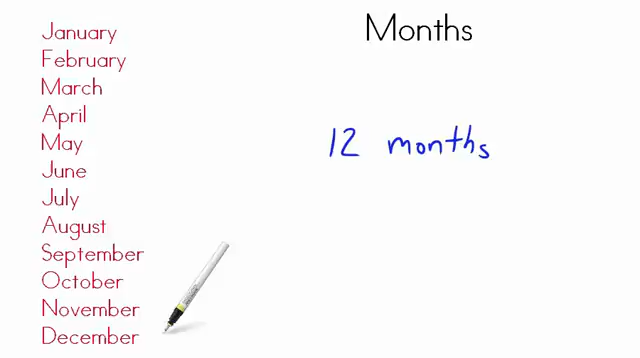 Months
January
February
March
April
May
June
July
August
September
October
November
December
12 months